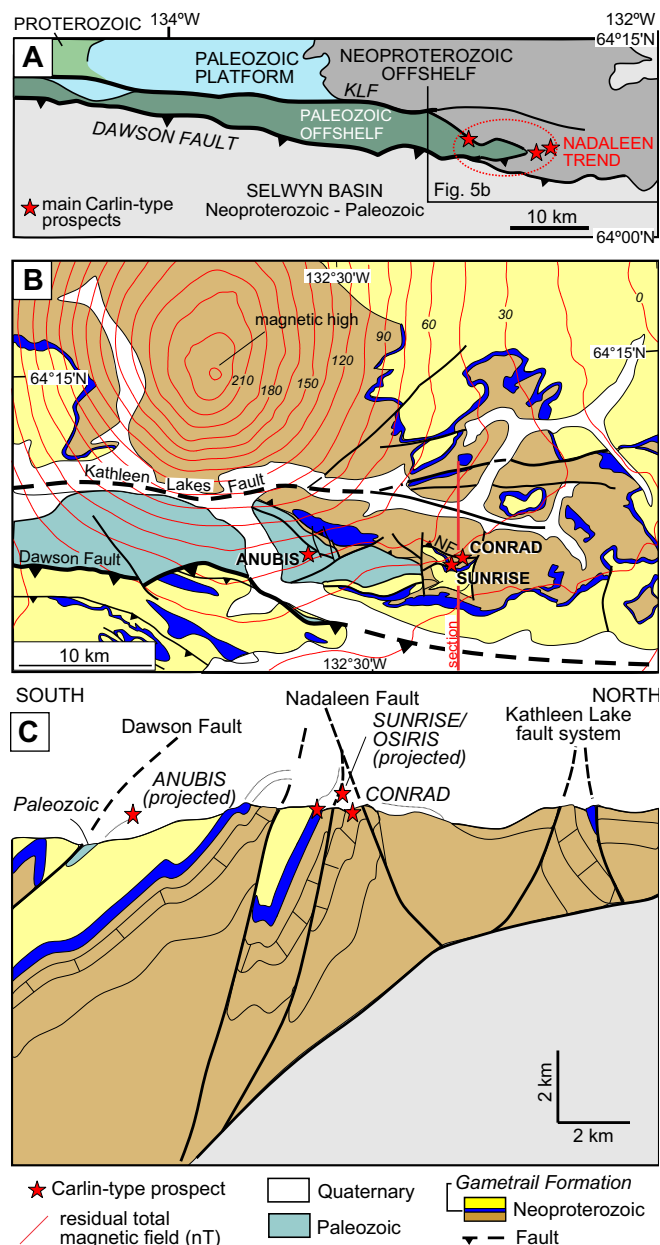 PROTEROZOIC
134ºW
132ºW
64º15'N
A
PALEOZOIC
PLATFORM
NEOPROTEROZOIC
OFFSHELF
KLF
PALEOZOIC
OFFSHELF
DAWSON FAULT
NADALEEN
TREND
SELWYN BASIN
Neoproterozoic - Paleozoic
Fig. 5b
main Carlin-type
prospects
10 km
64º00'N
B
132°30'W
magnetic high
0
30
60
90
120
150
180
210
64°15'N
64°15'N
Kathleen Lakes Fault
Dawson Fault
ANUBIS
NF
CONRAD
SUNRISE
section
10 km
132°30'W
SOUTH
NORTH
C
Nadaleen Fault
Dawson Fault
SUNRISE/
OSIRIS
(projected)
Kathleen Lake
fault system
ANUBIS
(projected)
Paleozoic
CONRAD
2 km
2 km
Carlin-type prospect
Quaternary
Gametrail Formation
Neoproterozoic
residual total
magnetic field (nT)
Paleozoic
Fault